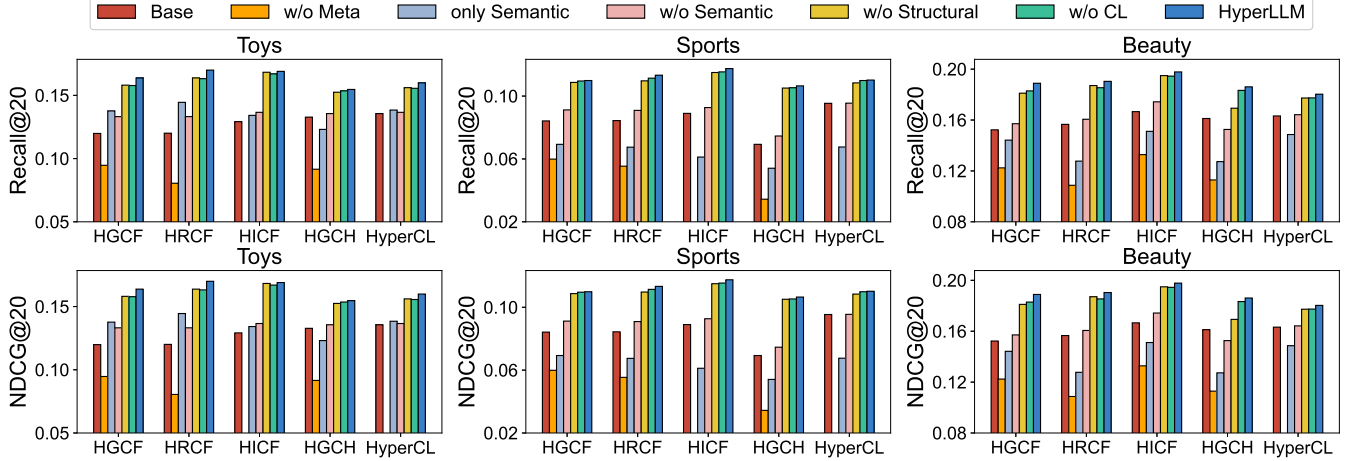 Base w/o Meta only Semantic w/o Semantic w/o Structural w/o CL HyperLLM
Toys Sports Beauty
Recall@20
0.15
0.10
0.05
HGCF HRCF HICF HGCH HyperCL
Recall@20
0.10
0.06
0.02
HGCF HRCF HICF HGCH HyperCL
Recall@20
0.20
0.16
0.12
0.08
HGCF HRCF HICF HGCH HyperCL
Toys Sports Beauty
NDCG@20
0.15
0.10
0.05
HGCF HRCF HICF HGCH HyperCL
NDCG@20
0.10
0.06
0.02
HGCF HRCF HICF HGCH HyperCL
NDCG@20
0.20
0.16
0.12
0.08
HGCF HRCF HICF HGCH HyperCL